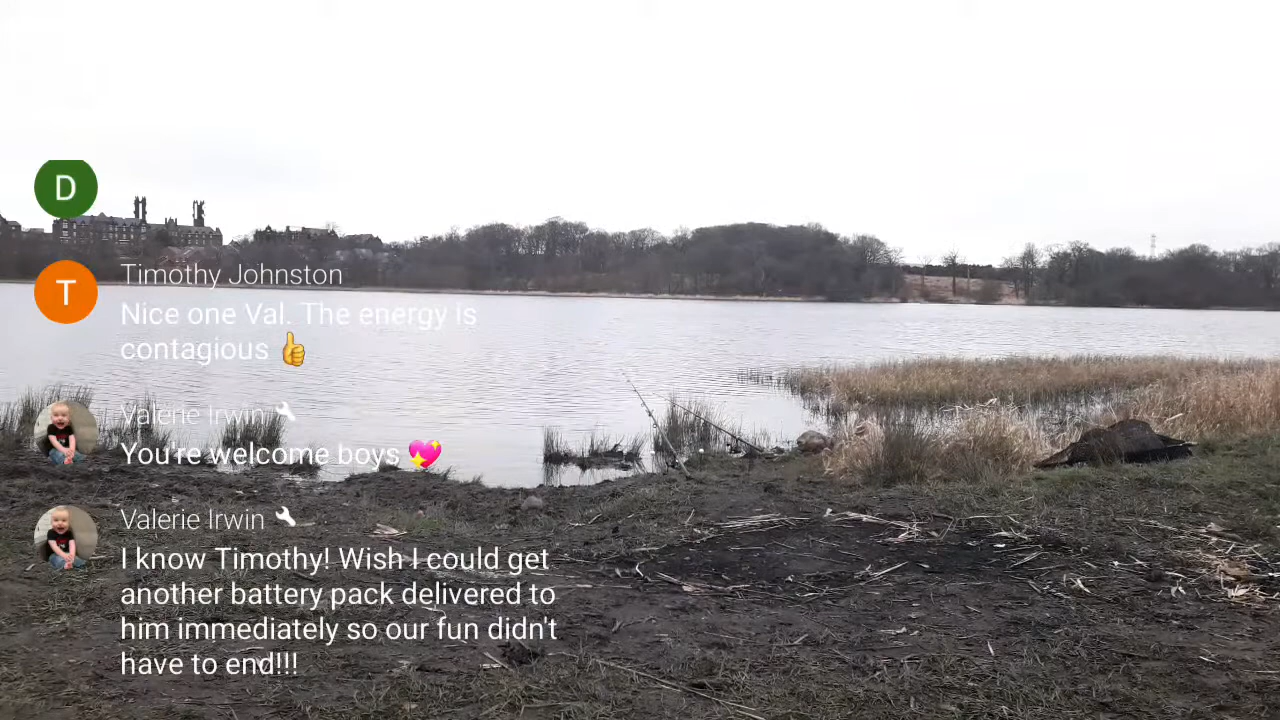 D
T
Timothy Johnston
Nice one Val. The energy is
contagious 👍
Valerie Irwin 🔧
You're welcome boys 💖
Valerie Irwin 🔧
I know Timothy! Wish I could get
another battery pack delivered to
him immediately so our fun didn't
have to end!!!